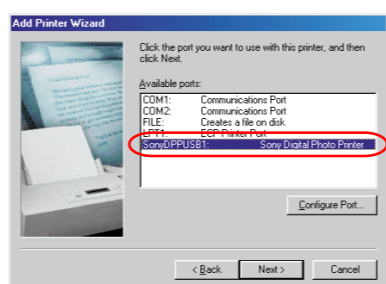 Add Printer Wizard
Click the port you want to use with this printer, and then
click Next.
Available ports:
COM1: Communications Port
COM2: Communications Port
FILE: Creates a file on disk
LPT1: ECP Printer Port
SonyDPPUSB1: Sony Digital Photo Printer
Configure Port...
< Back
Next >
Cancel